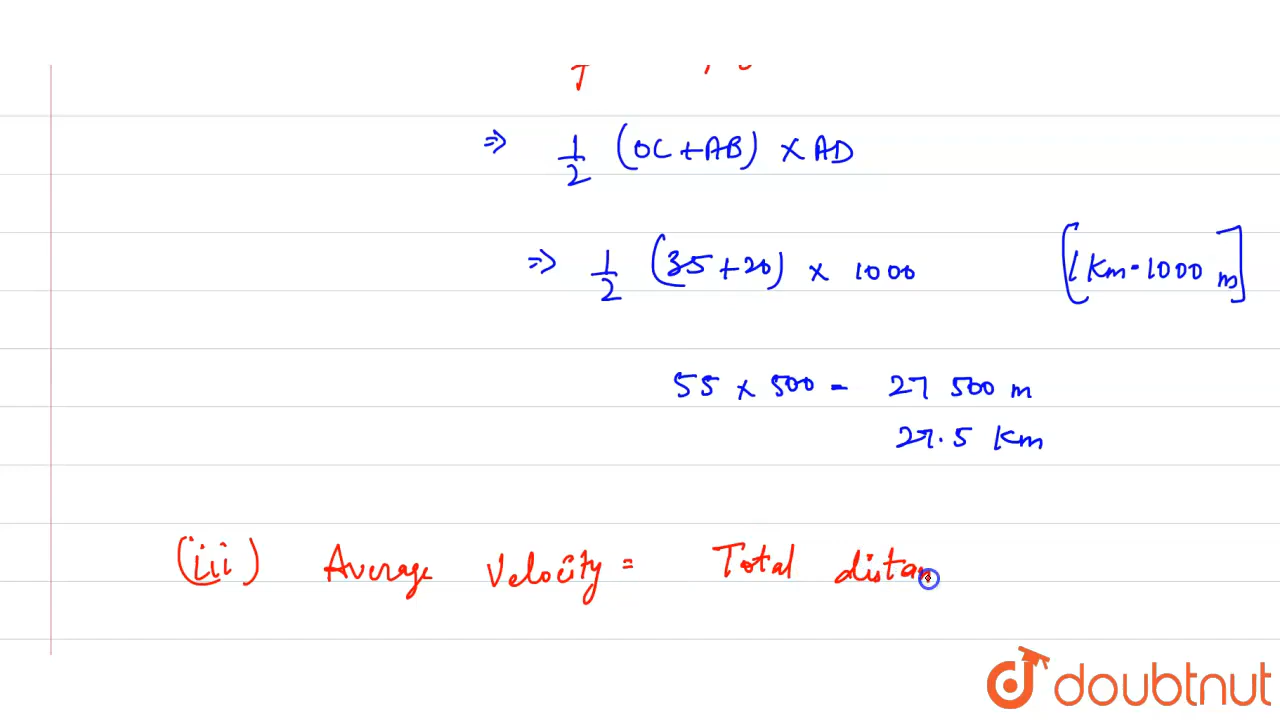 ⇒ 1/2 (OC+AB) × AD
⇒ 1/2 (35+20) × 1000 [1 Km = 1000 m]
55 × 500 = 27 500 m
27.5 Km
(iii) Average Velocity = Total distan
doubtnut